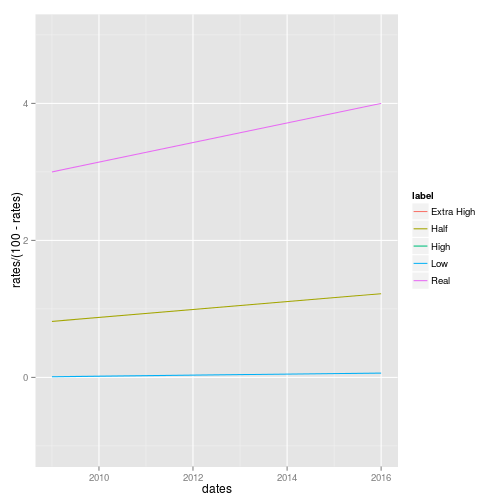 4
2
0
2010
2012
2014
2016
dates
rates/(100 - rates)
label
Extra High
Half
High
Low
Real